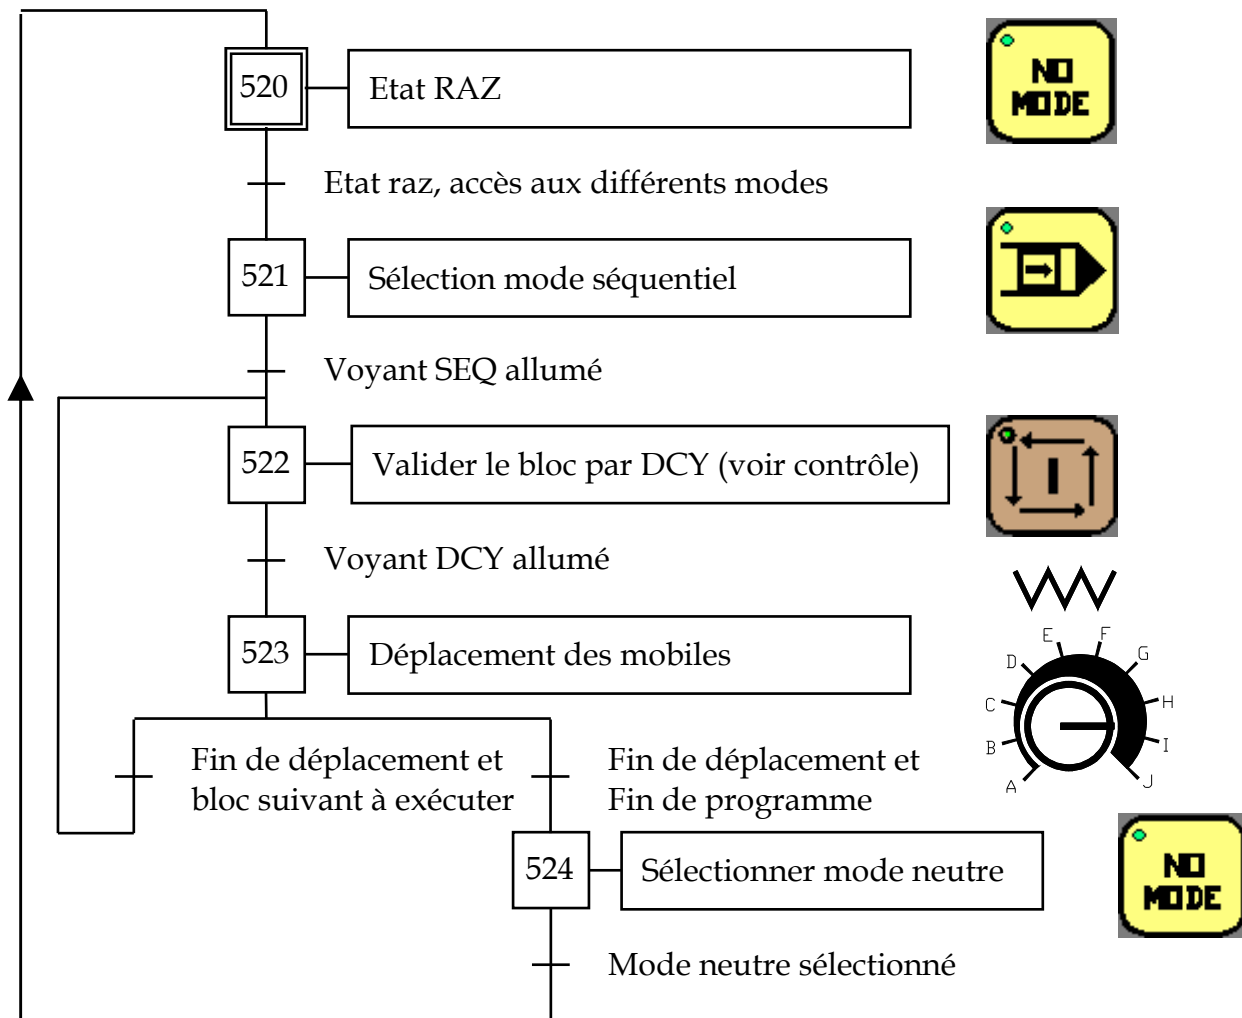 520
Etat RAZ
NO
MODE
Etat raz, accès aux différents modes
521
Sélection mode séquentiel
Voyant SEQ allumé
522
Valider le bloc par DCY (voir contrôle)
I
Voyant DCY allumé
523
Déplacement des mobiles
A
B
C
D
E
F
G
H
I
J
Fin de déplacement et
bloc suivant à exécuter
Fin de déplacement et
Fin de programme
524
Sélectionner mode neutre
NO
MODE
Mode neutre sélectionné